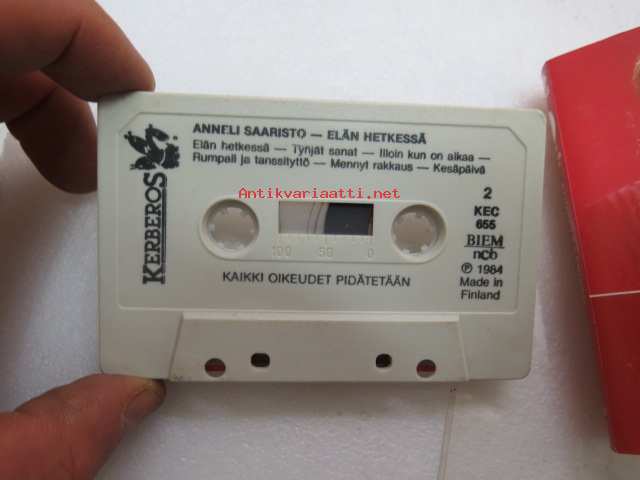 ANNELI SAARISTO — ELÄN HETKESSÄ
Elän hetkessä — Tyhjät sanat — Illoin kun on aikaa —
Rumpali ja tanssityttö — Mennyt rakkaus — Kesäpäivä
Antikvariaatti.net
KERBEROS
2
KEC
655
BIEM
ncb
℗ 1984
Made in
Finland
100 50 0
KAIKKI OIKEUDET PIDÄTETÄÄN